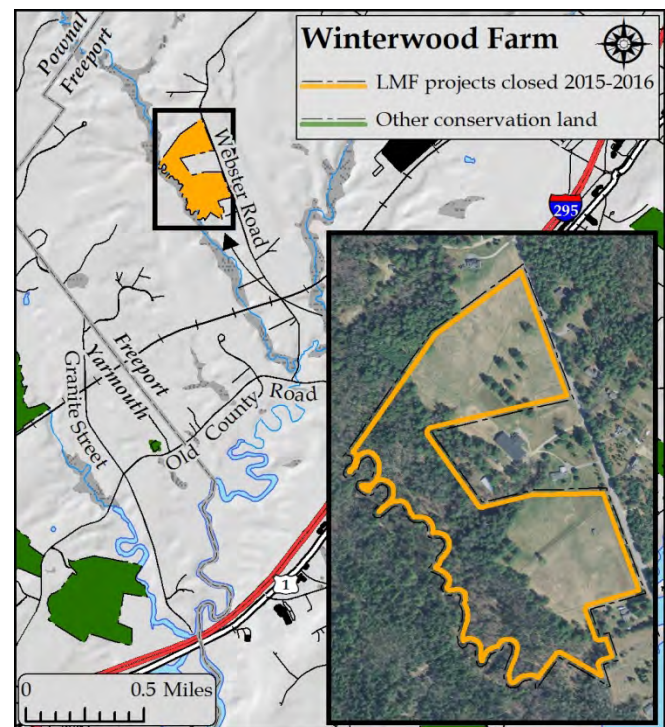 Winterwood Farm
LMF projects closed 2015-2016
Other conservation land
Pownal
Freeport
Webster Road
295
Freeport
Yarmouth
Granite Street
Old County Road
1
0 0.5 Miles